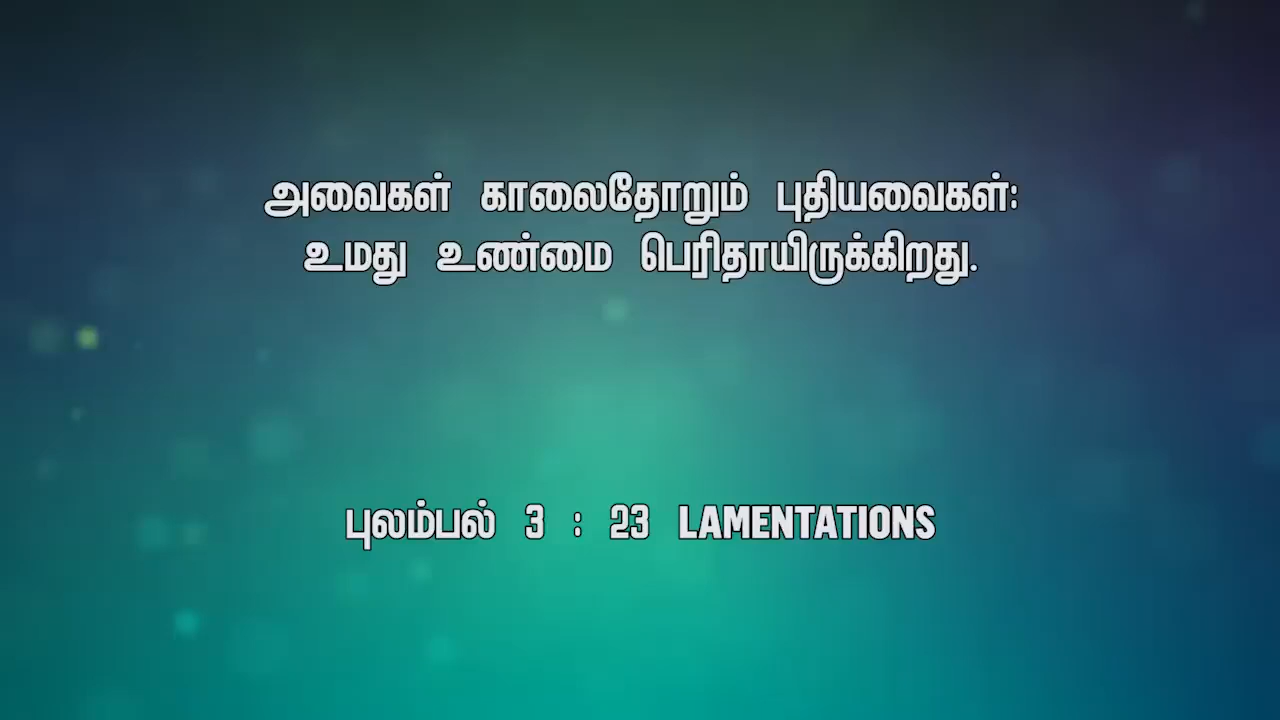 அவைகள் காலைதோறும் புதியவைகள்:
உமது உண்மை பெரிதாயிருக்கிறது.
புலம்பல் 3 : 23 LAMENTATIONS